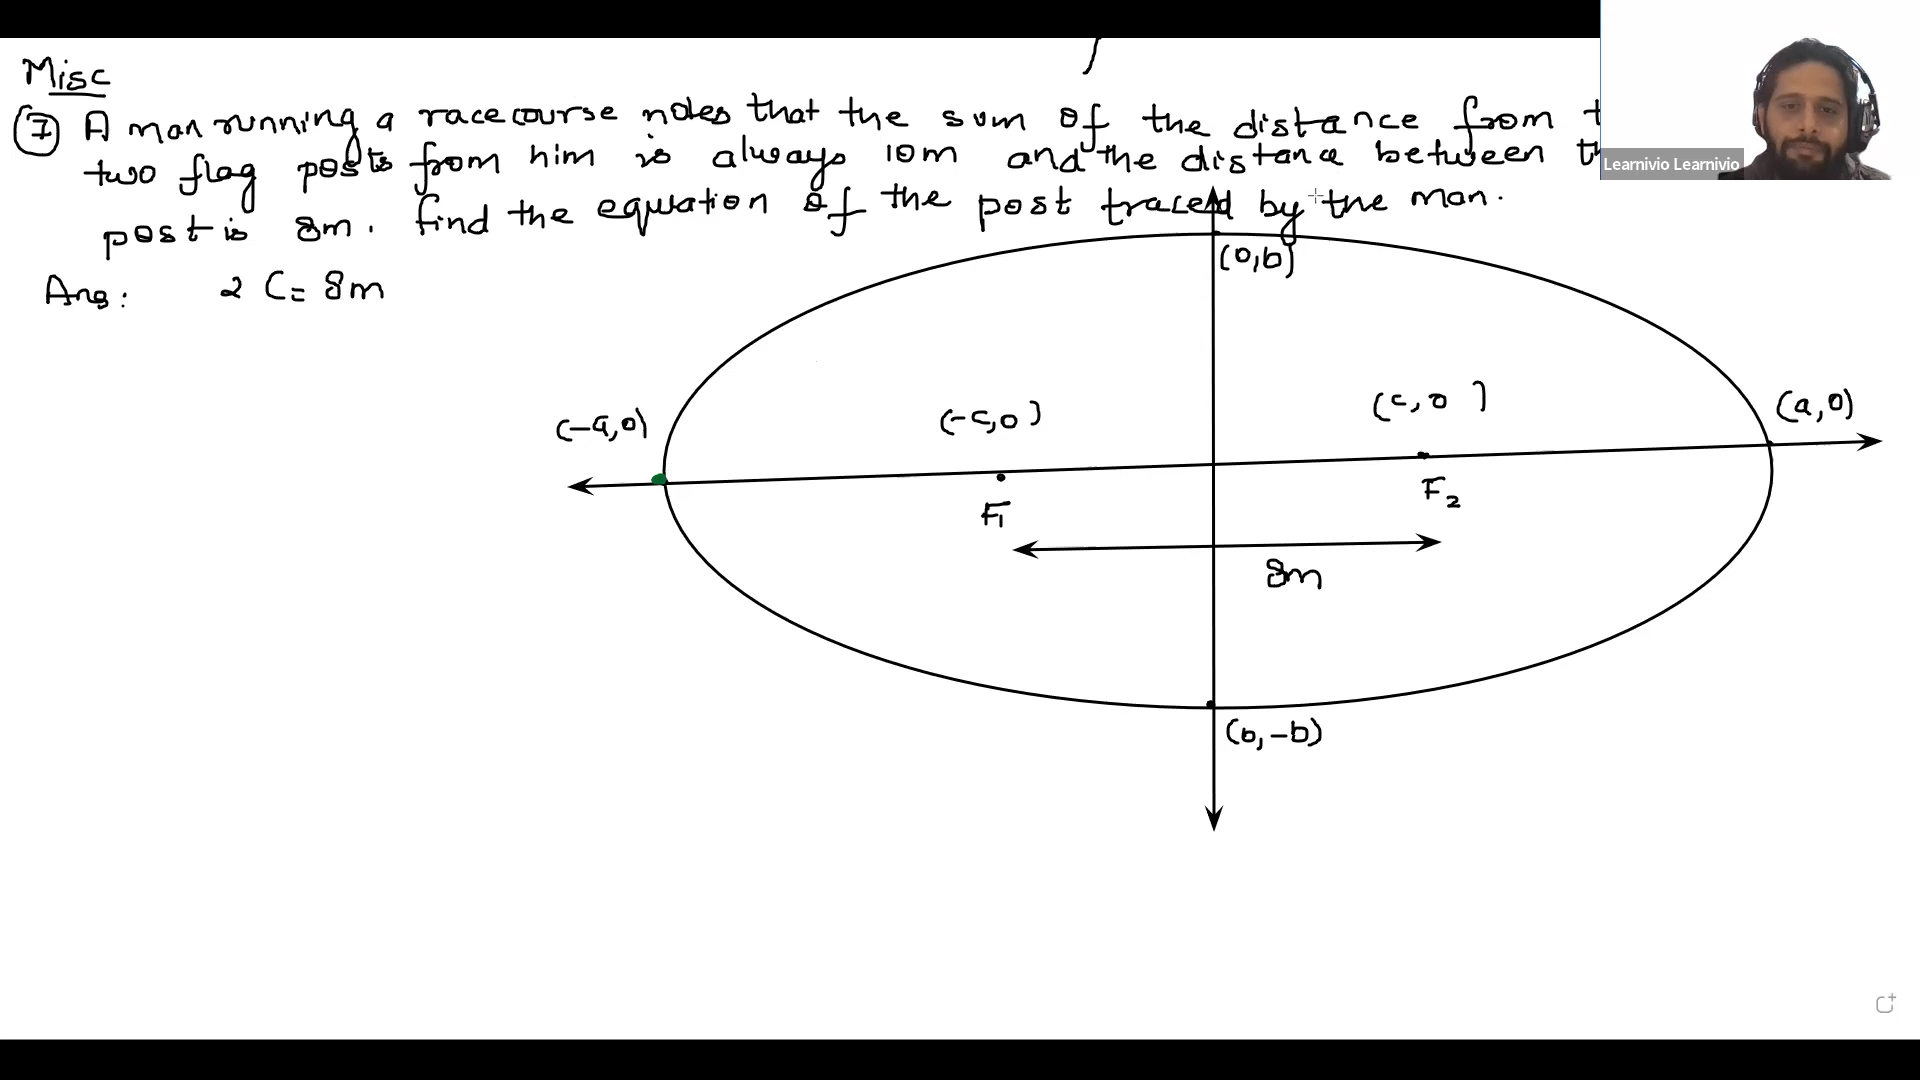 Misc
(7) A man running a racecourse notes that the sum of the distance from
two flag posts from him is always 10m and the distance between
post is 8m. find the equation of the post traced by the man.
Ans: 2 C = 8m
(0,b)
(-a,0) (-c,0) (c,0) (a,0)
F1 F2
8m
(0,-b)
Learnivio Learnivio